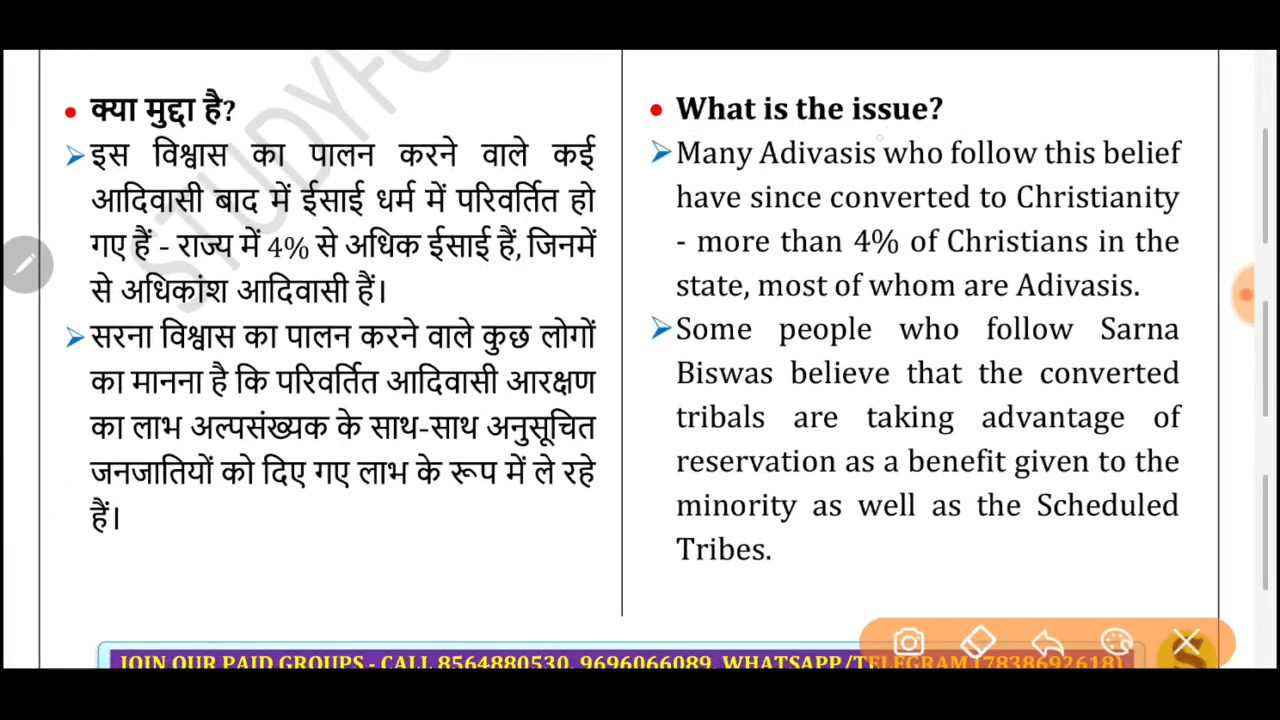 • क्या मुद्दा है?
➢ इस विश्वास का पालन करने वाले कई
आदिवासी बाद में ईसाई धर्म में परिवर्तित हो
गए हैं - राज्य में 4% से अधिक ईसाई हैं, जिनमें
से अधिकांश आदिवासी हैं।
➢ सरना विश्वास का पालन करने वाले कुछ लोगों
का मानना है कि परिवर्तित आदिवासी आरक्षण
का लाभ अल्पसंख्यक के साथ-साथ अनुसूचित
जनजातियों को दिए गए लाभ के रूप में ले रहे
हैं।
• What is the issue?
➢ Many Adivasis who follow this belief
have since converted to Christianity
- more than 4% of Christians in the
state, most of whom are Adivasis.
➢ Some people who follow Sarna
Biswas believe that the converted
tribals are taking advantage of
reservation as a benefit given to the
minority as well as the Scheduled
Tribes.
JOIN OUR PAID GROUPS - CALL 8564880530, 9696066089, WHATSAPP/TELEGRAM (7838692618)